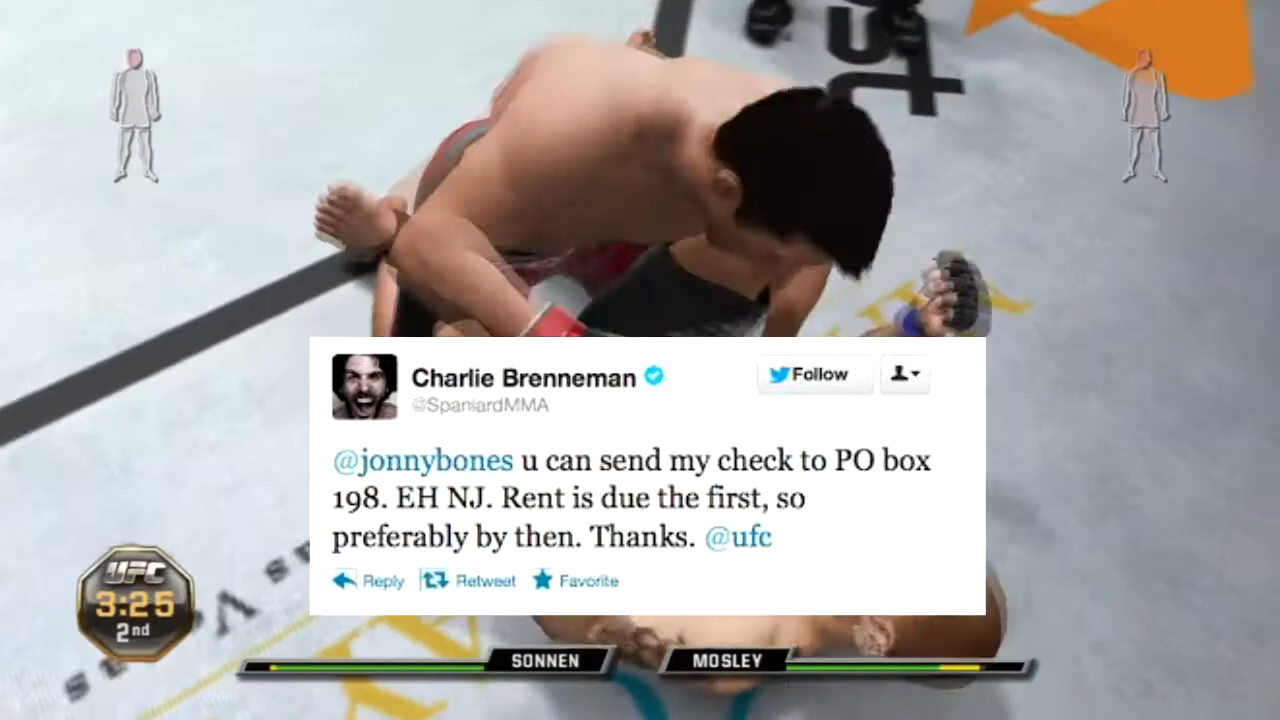 st
Charlie Brenneman
Follow
@SpaniardMMA
@jonnybones u can send my check to PO box
198. EH NJ. Rent is due the first, so
preferably by then. Thanks. @ufc
Reply Retweet Favorite
UFC
3:25
2nd
SONNEN MOSLEY